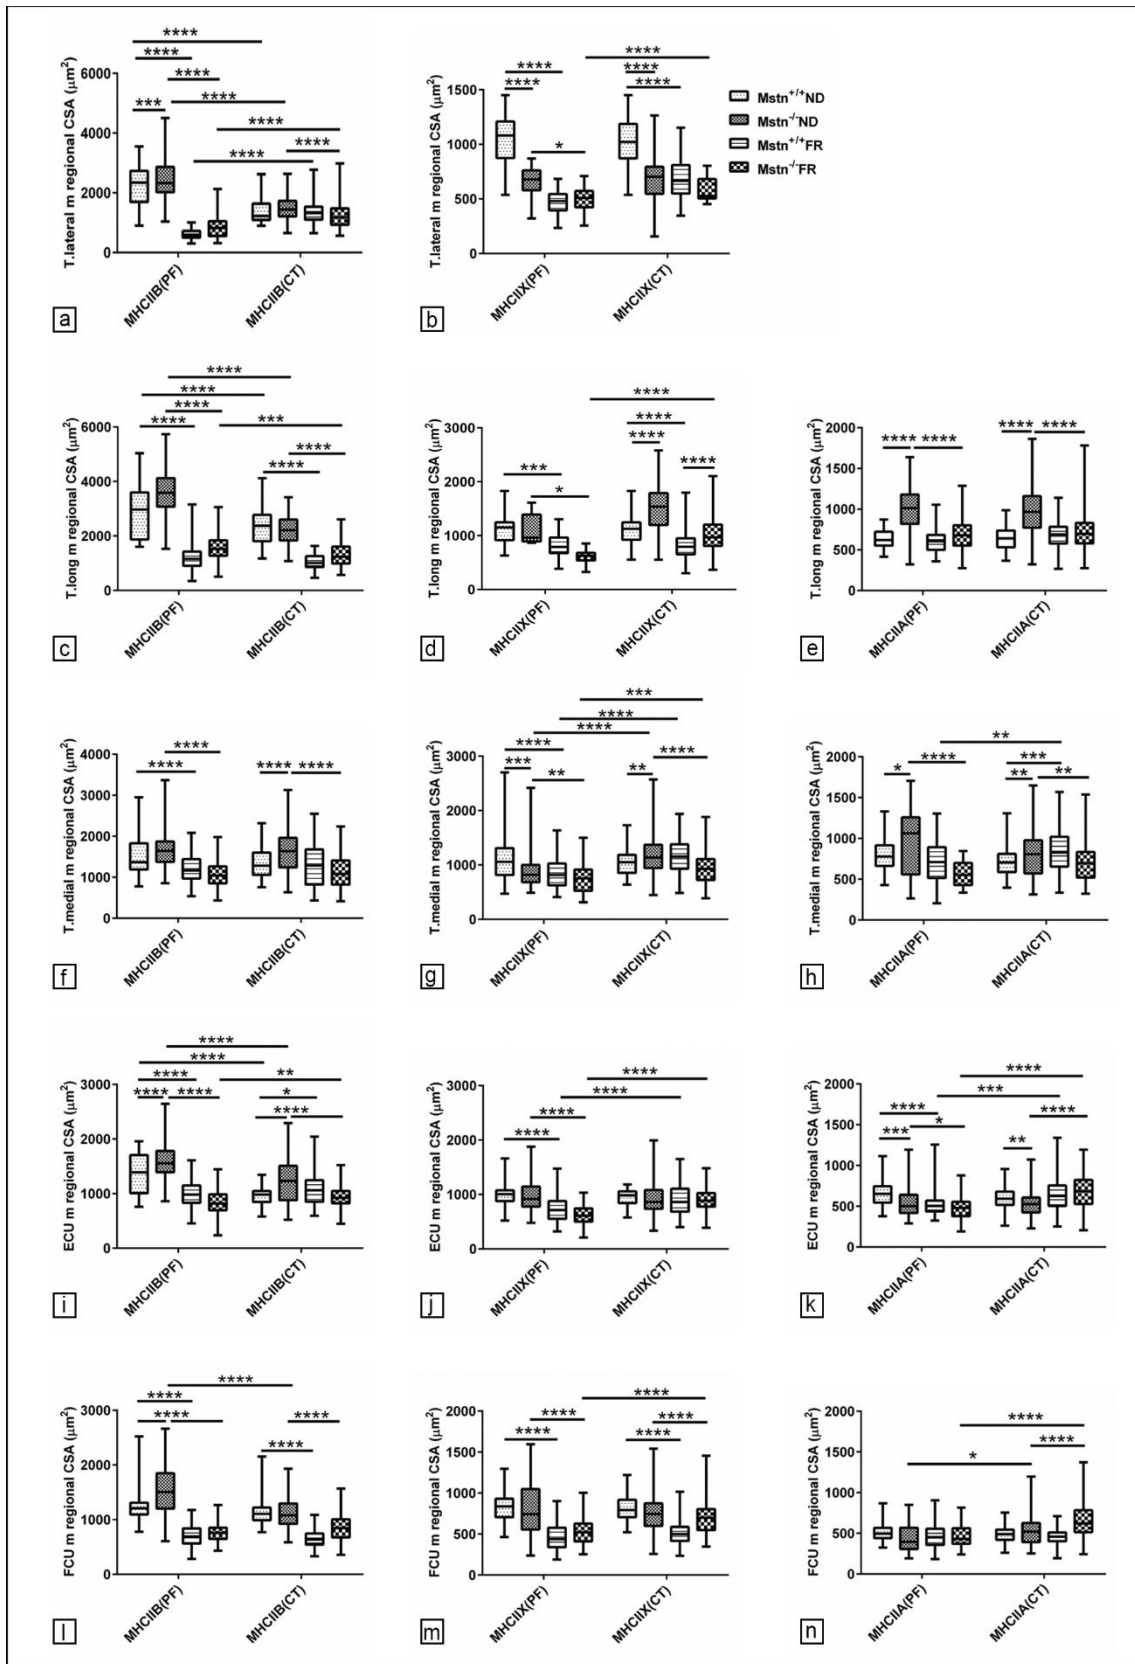 T.lateral m regional CSA (μm²)
6000
4000
2000
0
****
****
****
***
****
****
****
****
MHCIIB(PF)
MHCIIB(CT)
a
T.lateral m regional CSA (μm²)
1500
1000
500
0
****
****
****
****
****
****
*
MHCIIX(PF)
MHCIIX(CT)
b
Mstn+/+ND
Mstn-/-ND
Mstn+/+FR
Mstn-/-FR
T.long m regional CSA (μm²)
6000
4000
2000
0
****
****
****
****
***
****
****
MHCIIB(PF)
MHCIIB(CT)
c
T.long m regional CSA (μm²)
3000
2000
1000
0
****
****
****
****
***
*
MHCIIX(PF)
MHCIIX(CT)
d
T.long m regional CSA (μm²)
2000
1500
1000
500
0
****
****
****
****
MHCIIA(PF)
MHCIIA(CT)
e
T.medial m regional CSA (μm²)
4000
3000
2000
1000
0
****
****
****
****
MHCIIB(PF)
MHCIIB(CT)
f
T.medial m regional CSA (μm²)
3000
2000
1000
0
***
****
****
****
***
**
**
****
MHCIIX(PF)
MHCIIX(CT)
g
T.medial m regional CSA (μm²)
2000
1500
1000
500
0
**
*
****
***
**
**
MHCIIA(PF)
MHCIIA(CT)
h
ECU m regional CSA (μm²)
3000
2000
1000
0
****
****
****
****
****
**
*
****
MHCIIB(PF)
MHCIIB(CT)
i
ECU m regional CSA (μm²)
3000
2000
1000
0
****
****
****
****
MHCIIX(PF)
MHCIIX(CT)
j
ECU m regional CSA (μm²)
2000
1500
1000
500
0
****
***
****
***
*
**
****
MHCIIA(PF)
MHCIIA(CT)
k
FCU m regional CSA (μm²)
3000
2000
1000
0
****
****
****
****
****
MHCIIB(PF)
MHCIIB(CT)
l
FCU m regional CSA (μm²)
2000
1500
1000
500
0
****
****
****
****
****
MHCIIX(PF)
MHCIIX(CT)
m
FCU m regional CSA (μm²)
2000
1500
1000
500
0
****
****
*
MHCIIA(PF)
MHCIIA(CT)
n